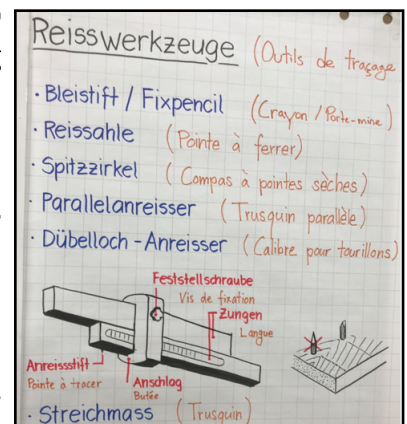 Reisswerkzeuge (Outils de traçage
· Bleistift / Fixpencil (Crayon / Porte-mine)
· Reissahle (Pointe à ferrer)
· Spitzzirkel (Compas à pointes sèches)
· Parallelanreisser (Trusquin parallèle)
· Dübelloch-Anreisser (Calibre pour tourillons)
Feststellschraube
Vis de fixation
Zungen
Langue
Anreissstift
Pointe à tracer
Anschlag
Butée
· Streichmass (Trusquin)